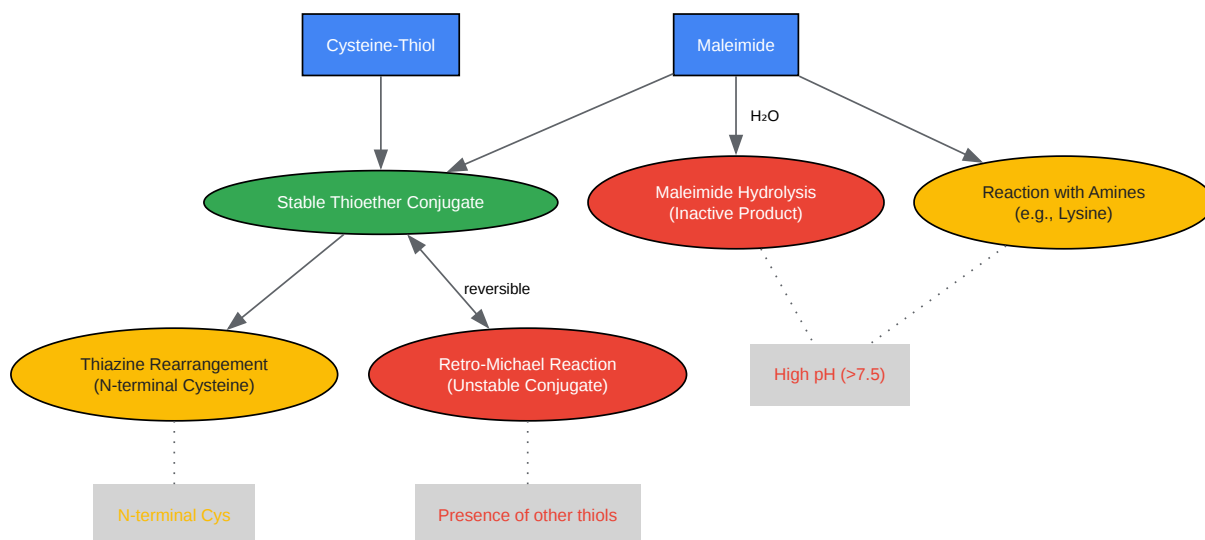 Cysteine-Thiol
Maleimide
H₂O
Stable Thioether Conjugate
Maleimide Hydrolysis
(Inactive Product)
Reaction with Amines
(e.g., Lysine)
reversible
Thiazine Rearrangement
(N-terminal Cysteine)
Retro-Michael Reaction
(Unstable Conjugate)
High pH (>7.5)
N-terminal Cys
Presence of other thiols